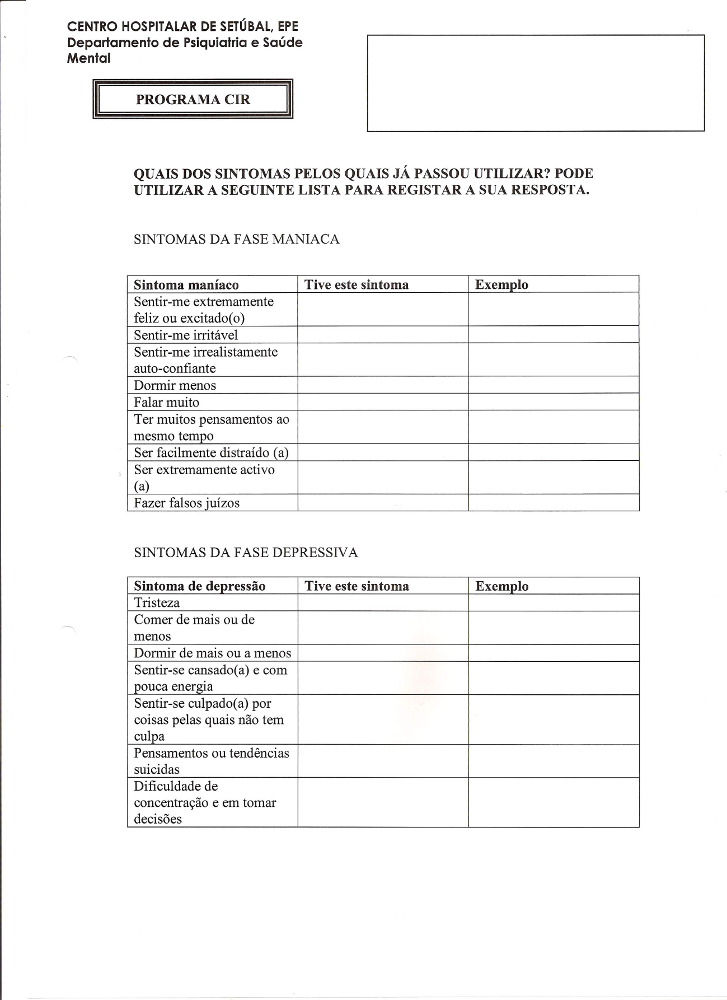 CENTRO HOSPITALAR DE SETÚBAL, EPE
Departamento de Psiquiatria e Saúde
Mental
PROGRAMA CIR
QUAIS DOS SINTOMAS PELOS QUAIS JÁ PASSOU UTILIZAR? PODE
UTILIZAR A SEGUINTE LISTA PARA REGISTAR A SUA RESPOSTA.
SINTOMAS DA FASE MANIACA
Sintoma maníaco Tive este sintoma Exemplo
Sentir-me extremamente
feliz ou excitado(o)
Sentir-me irritável
Sentir-me irrealistamente
auto-confiante
Dormir menos
Falar muito
Ter muitos pensamentos ao
mesmo tempo
Ser facilmente distraído (a)
Ser extremamente activo
(a)
Fazer falsos juízos
SINTOMAS DA FASE DEPRESSIVA
Sintoma de depressão Tive este sintoma Exemplo
Tristeza
Comer de mais ou de
menos
Dormir de mais ou a menos
Sentir-se cansado(a) e com
pouca energia
Sentir-se culpado(a) por
coisas pelas quais não tem
culpa
Pensamentos ou tendências
suicidas
Dificuldade de
concentração e em tomar
decisões